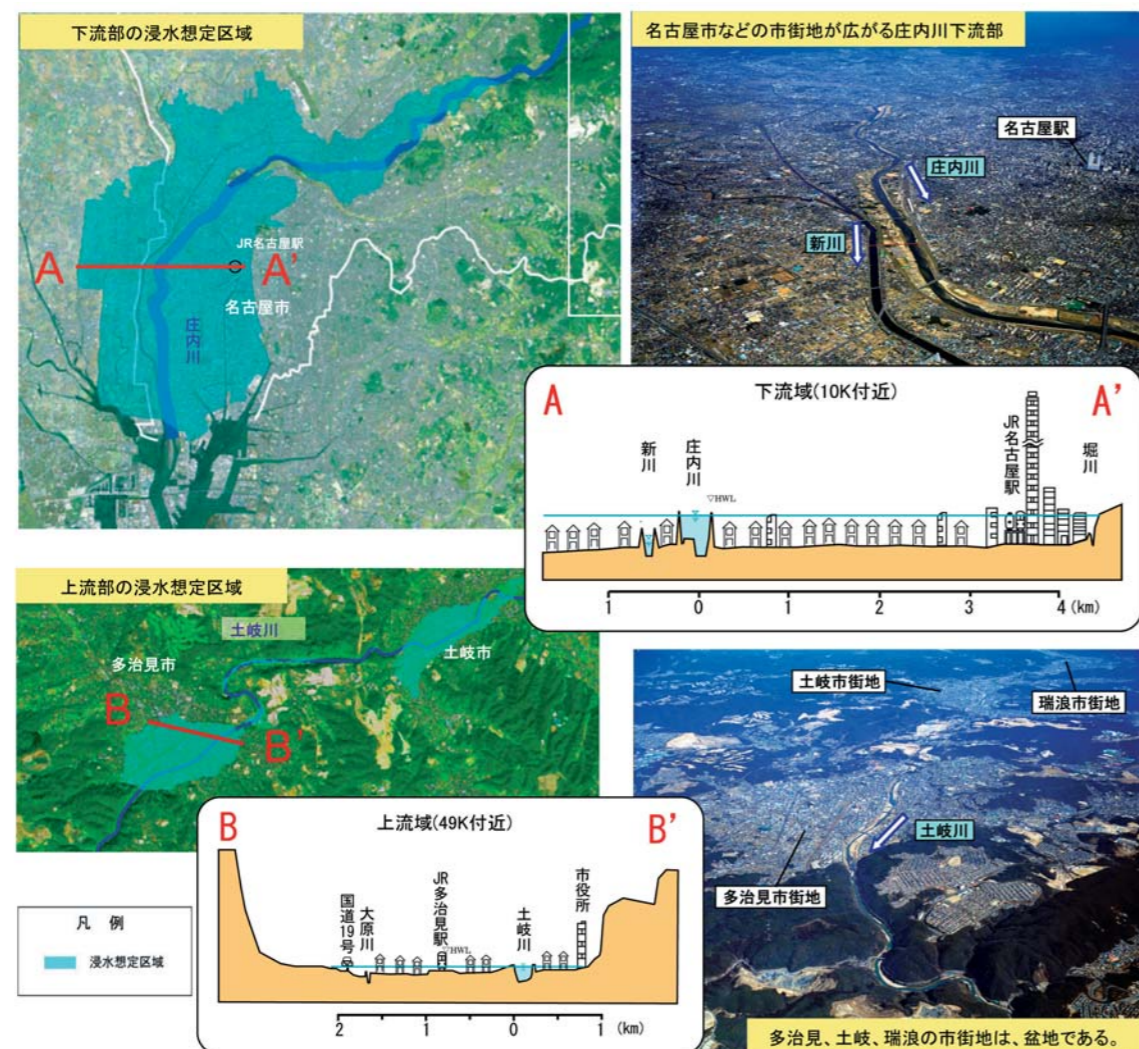 下流部の浸水想定区域
JR名古屋駅
A
A'
名古屋市
庄内川
名古屋市などの市街地が広がる庄内川下流部
名古屋駅
庄内川
新川
A
下流域(10K付近)
A'
新川
庄内川
▽HWL
JR名古屋駅
堀川
1 0 1 2 3 4 (km)
上流部の浸水想定区域
土岐川
多治見市
土岐市
B
B'
凡 例
浸水想定区域
B
上流域(49K付近)
B'
国道19号
大原川
JR多治見駅
▽HWL
土岐川
市役所
2 1 0 1 (km)
土岐市街地
瑞浪市街地
土岐川
多治見市街地
多治見、土岐、瑞浪の市街地は、盆地である。